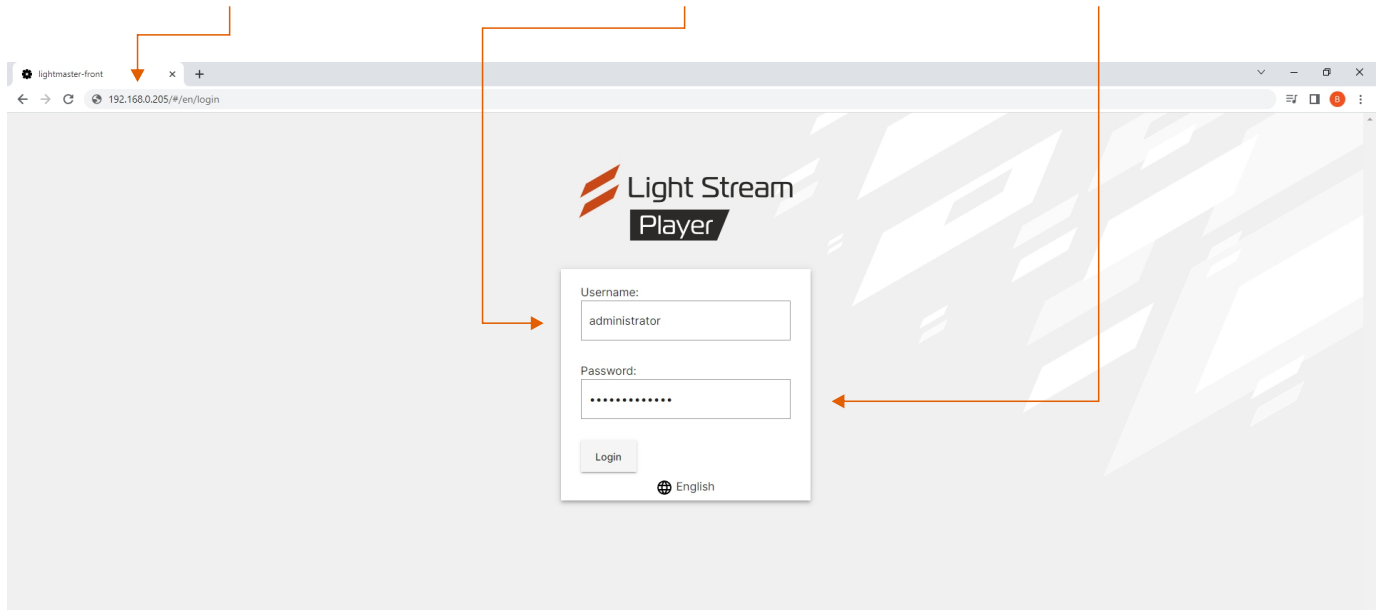 lightmaster-front
192.168.0.205/#/en/login
B
Light Stream
Player
Username:
administrator
Password:
•••••••••••••
Login
English